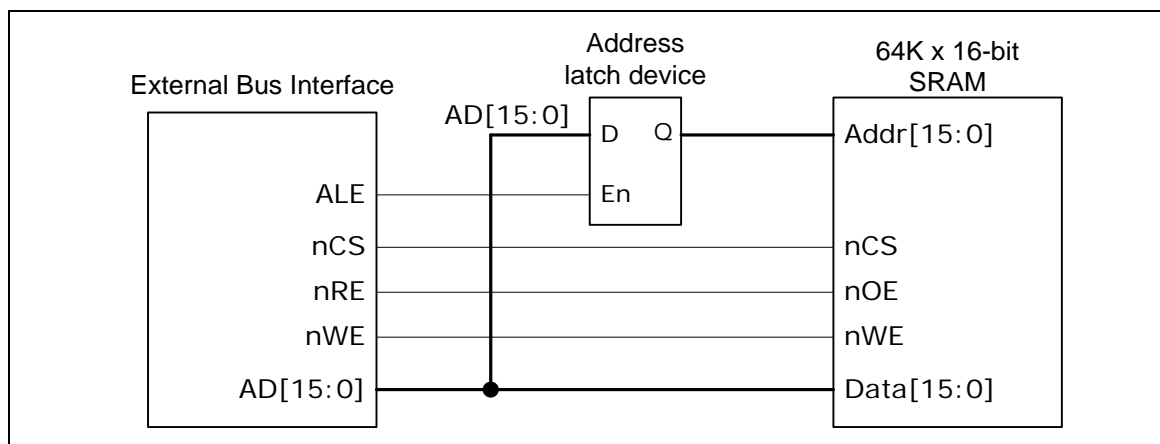 External Bus Interface
Address
latch device
64K x 16-bit
SRAM
AD[15:0]
D
Q
Addr[15:0]
ALE
En
nCS
nCS
nRE
nOE
nWE
nWE
AD[15:0]
Data[15:0]